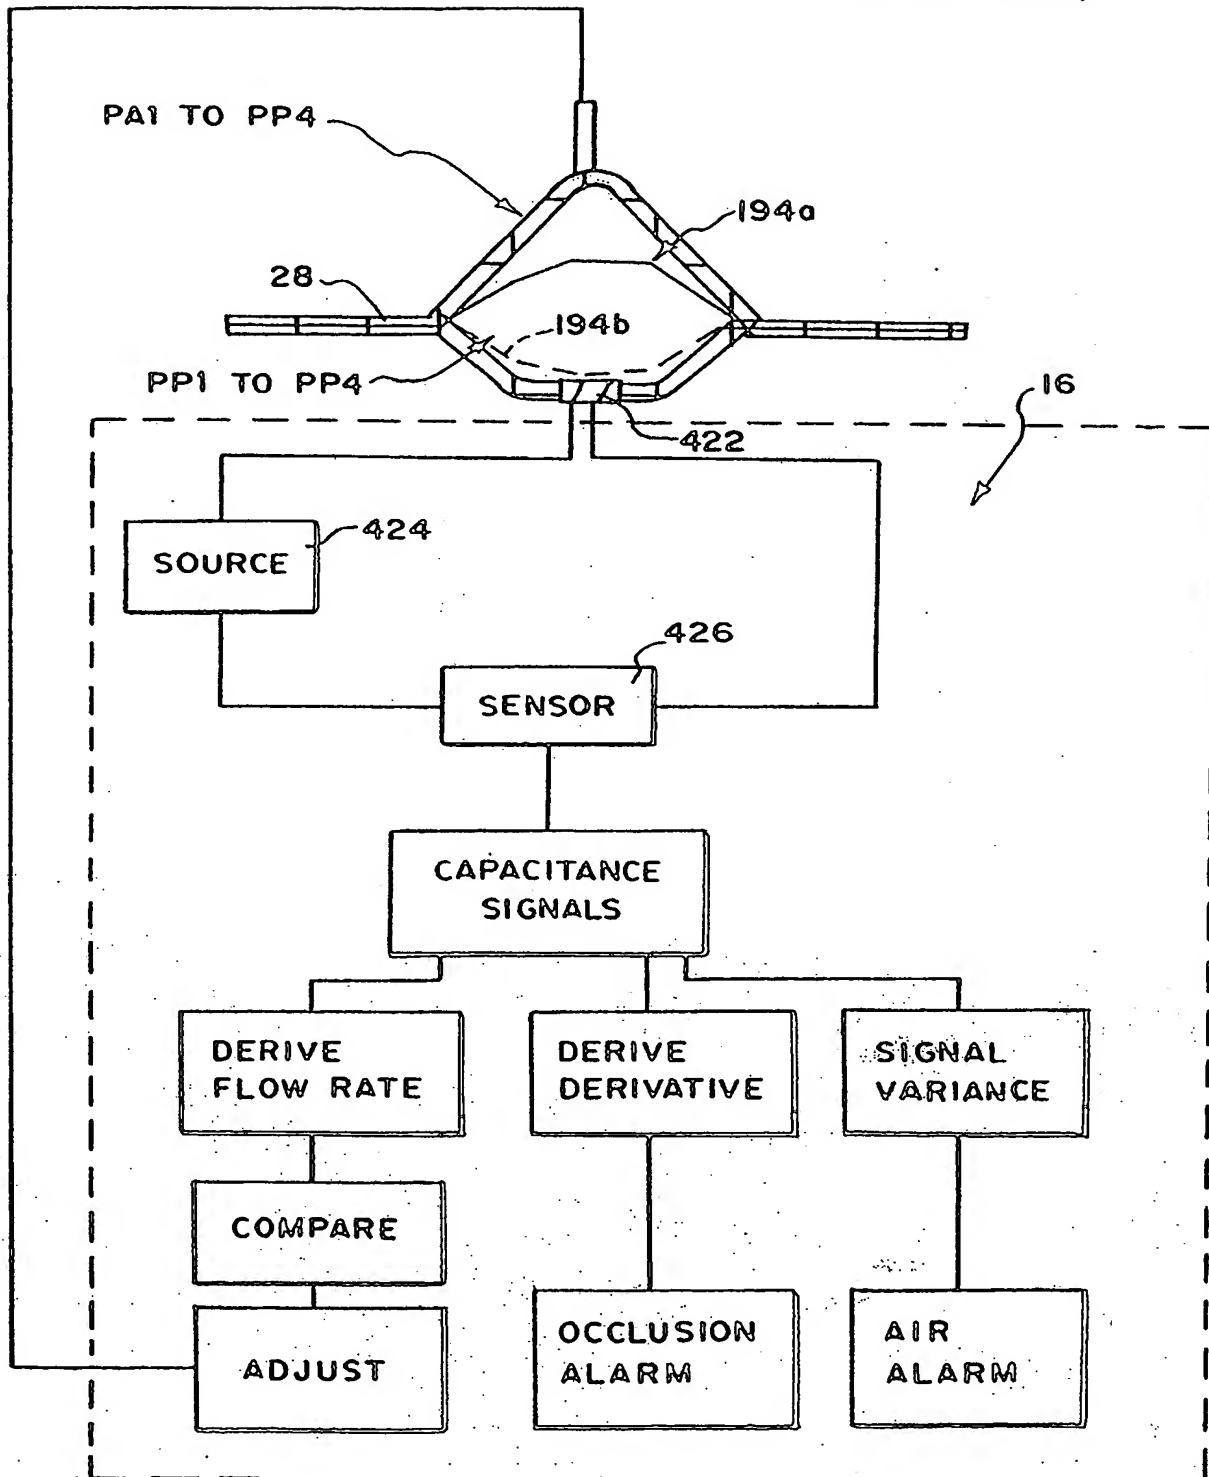 PA1 TO PP4
194a
28
194b
PP1 TO PP4
16
422
424
SOURCE
426
SENSOR
CAPACITANCE
SIGNALS
DERIVE
FLOW RATE
DERIVE
DERIVATIVE
SIGNAL
VARIANCE
COMPARE
ADJUST
OCCLUSION
ALARM
AIR
ALARM